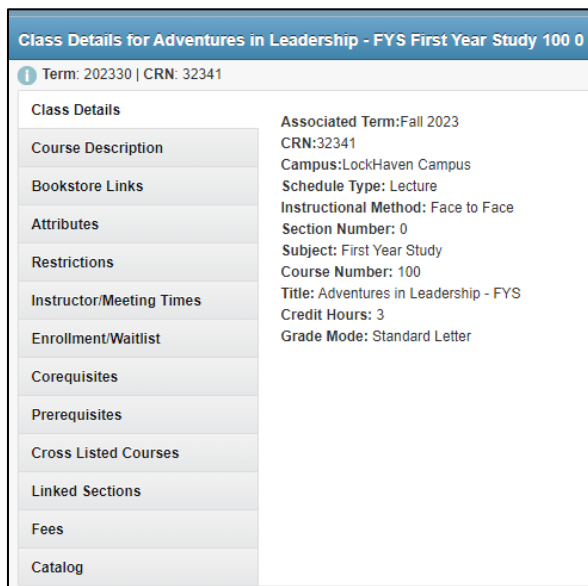 Class Details for Adventures in Leadership - FYS First Year Study 100 0
Term: 202330 | CRN: 32341
Class Details
Course Description
Bookstore Links
Attributes
Restrictions
Instructor/Meeting Times
Enrollment/Waitlist
Corequisites
Prerequisites
Cross Listed Courses
Linked Sections
Fees
Catalog
Associated Term:Fall 2023
CRN:32341
Campus:LockHaven Campus
Schedule Type: Lecture
Instructional Method: Face to Face
Section Number: 0
Subject: First Year Study
Course Number: 100
Title: Adventures in Leadership - FYS
Credit Hours: 3
Grade Mode: Standard Letter